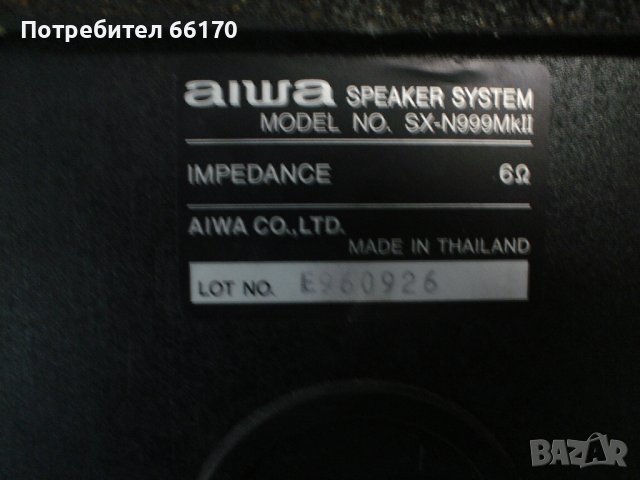 Потребител 66170
aiwa SPEAKER SYSTEM
MODEL NO. SX-N999MkII
IMPEDANCE 6Ω
AIWA CO.,LTD.
MADE IN THAILAND
LOT NO. E960926
BAZAR